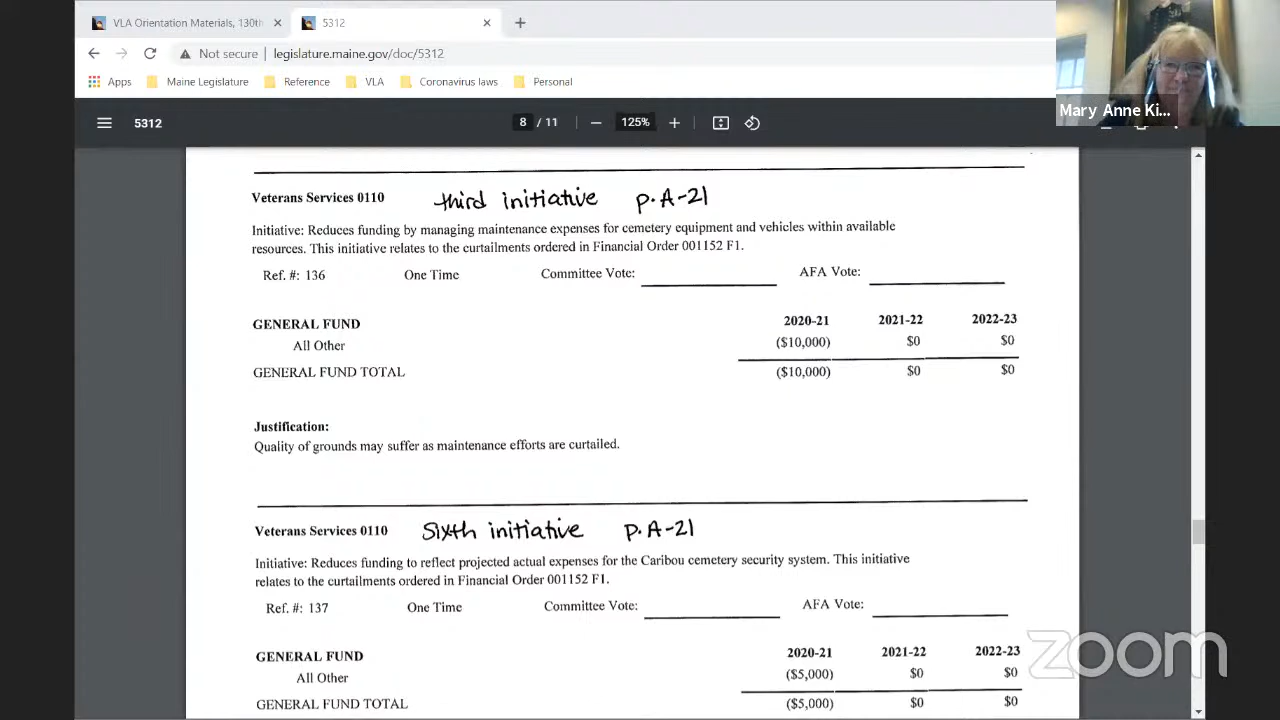 VLA Orientation Materials, 130th
5312
Not secure | legislature.maine.gov/doc/5312
Apps Maine Legislature Reference VLA Coronavirus laws Personal
Mary Anne Ki...
5312 8 / 11 125%
Veterans Services 0110 third initiative p.A-21
Initiative: Reduces funding by managing maintenance expenses for cemetery equipment and vehicles within available
resources. This initiative relates to the curtailments ordered in Financial Order 001152 F1.
Ref. #: 136 One Time Committee Vote: AFA Vote:
GENERAL FUND 2020-21 2021-22 2022-23
All Other ($10,000) $0 $0
GENERAL FUND TOTAL ($10,000) $0 $0
Justification:
Quality of grounds may suffer as maintenance efforts are curtailed.
Veterans Services 0110 Sixth initiative p.A-21
Initiative: Reduces funding to reflect projected actual expenses for the Caribou cemetery security system. This initiative
relates to the curtailments ordered in Financial Order 001152 F1.
Ref. #: 137 One Time Committee Vote: AFA Vote:
GENERAL FUND 2020-21 2021-22 2022-23
All Other ($5,000) $0 $0
GENERAL FUND TOTAL ($5,000) $0 $0
zoom